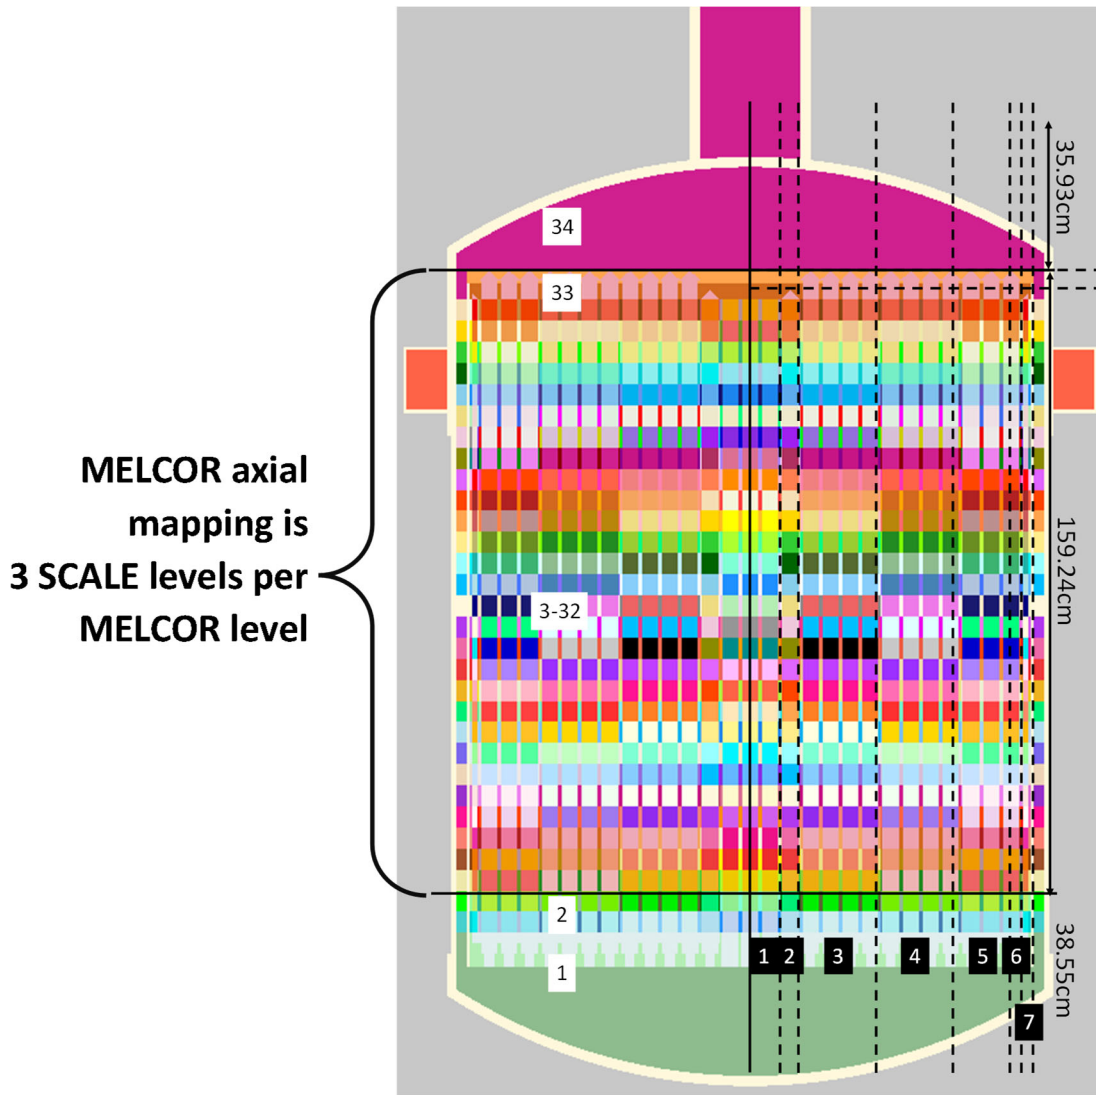 35.93cm
34
33
159.24cm
MELCOR axial
mapping is
3 SCALE levels per
MELCOR level
3-32
2
1 2 3 4 5 6
1
38.55cm
7